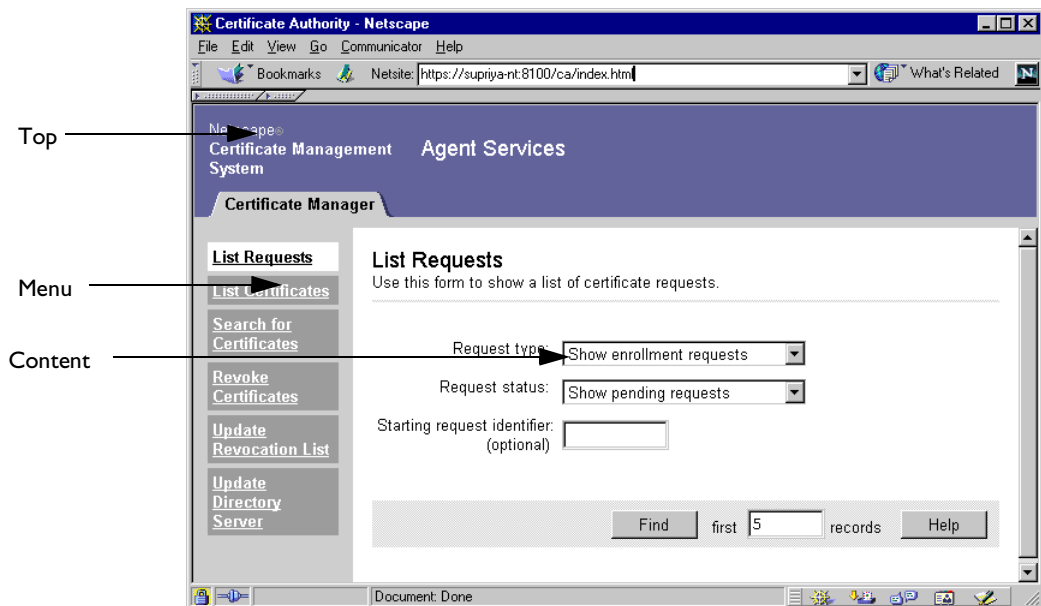 Certificate Authority - Netscape
File Edit View Go Communicator Help
Bookmarks Netsite: https://supriya-nt:8100/ca/index.html What's Related
N
Top
Netscape®
Certificate Management
System
Agent Services
Certificate Manager
Menu
List Requests
List Certificates
Search for
Certificates
Revoke
Certificates
Update
Revocation List
Update
Directory
Server
Content
List Requests
Use this form to show a list of certificate requests.
Request type: Show enrollment requests
Request status: Show pending requests
Starting request identifier:
(optional)
Find first 5 records Help
Document: Done